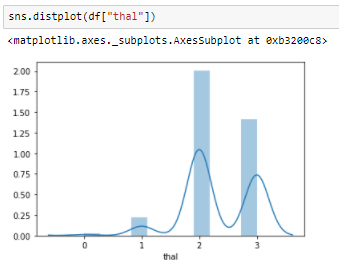 sns.distplot(df["thal"])
<matplotlib.axes._subplots.AxesSubplot at 0xb3200c8>
2.00
1.75
1.50
1.25
1.00
0.75
0.50
0.25
0.00
0 1 2 3
thal